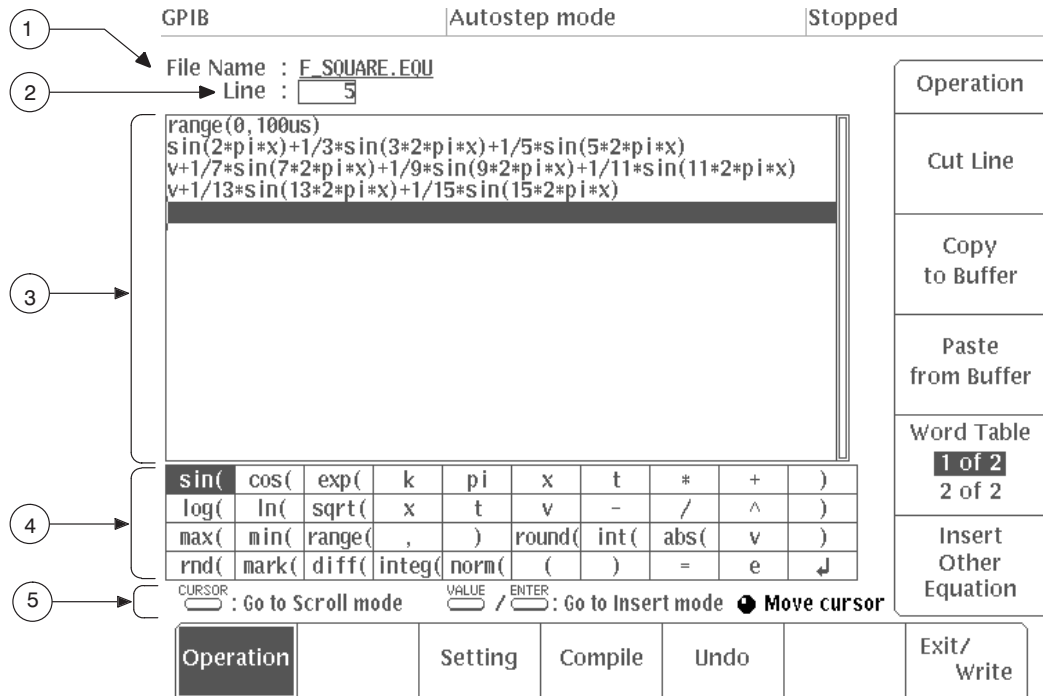 GPIB Autostep mode Stopped
1
File Name : F_SQUARE.EQU
2
Line : 5
range(0,100us)
sin(2*pi*x)+1/3*sin(3*2*pi*x)+1/5*sin(5*2*pi*x)
v+1/7*sin(7*2*pi*x)+1/9*sin(9*2*pi*x)+1/11*sin(11*2*pi*x)
v+1/13*sin(13*2*pi*x)+1/15*sin(15*2*pi*x)
3
sin( cos( exp( k pi x t * + )
log( ln( sqrt( x t v - / ^ )
max( min( range( , ) round( int( abs( v )
rnd( mark( diff( integ( norm( ( ) = e ↲
4
5
CURSOR : Go to Scroll mode VALUE / ENTER : Go to Insert mode Move cursor
Operation
Cut Line
Copy
to Buffer
Paste
from Buffer
Word Table
1 of 2
2 of 2
Insert
Other
Equation
Operation Setting Compile Undo Exit/
Write